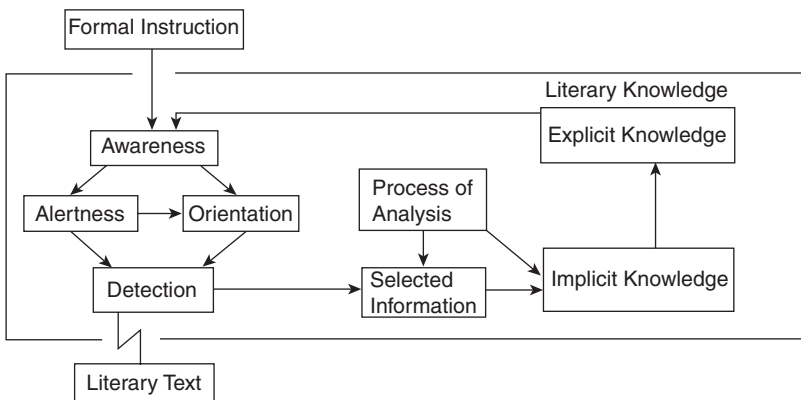 Formal Instruction
Literary Knowledge
Explicit Knowledge
Awareness
Alertness
Orientation
Process of
Analysis
Detection
Selected
Information
Implicit Knowledge
Literary Text